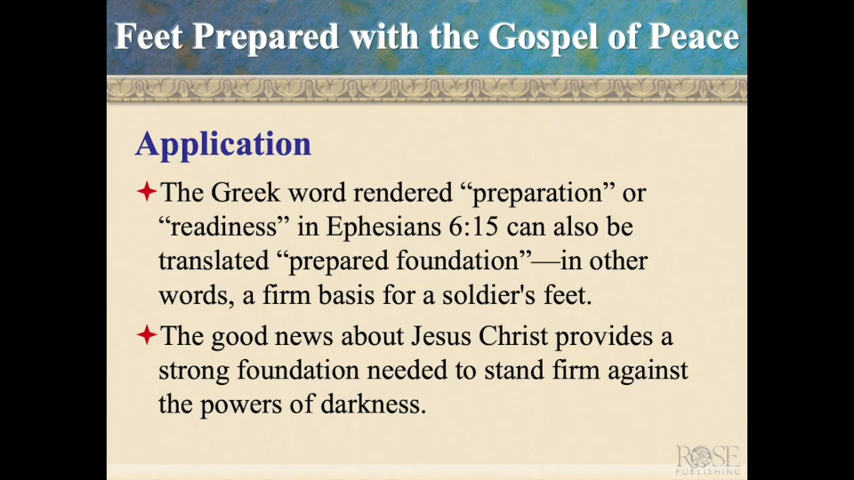 Feet Prepared with the Gospel of Peace
Application
The Greek word rendered “preparation” or
“readiness” in Ephesians 6:15 can also be
translated “prepared foundation”—in other
words, a firm basis for a soldier's feet.
The good news about Jesus Christ provides a
strong foundation needed to stand firm against
the powers of darkness.
ROSE
PUBLISHING